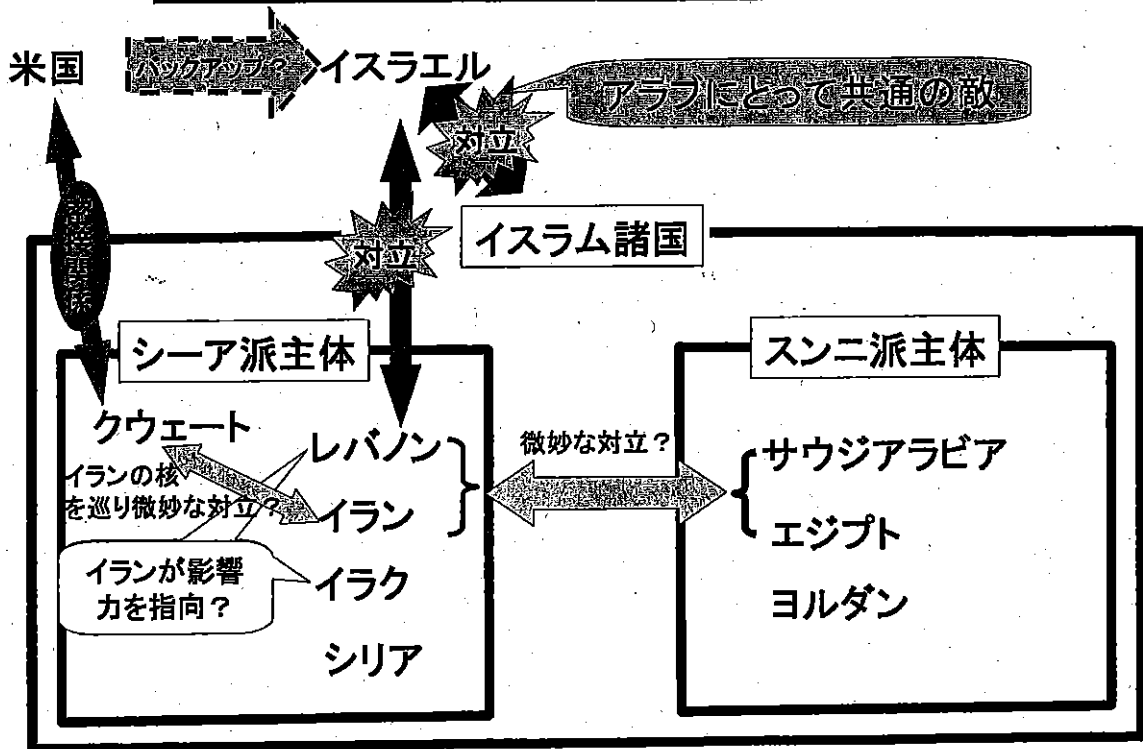 米国
バックアップ?
イスラエル
アラブにとって共通の敵
対立
密接関係
対立
イスラム諸国
シーア派主体
スンニ派主体
クウェート
レバノン
微妙な対立?
サウジアラビア
イランの核
を巡り微妙な対立?
イラン
エジプト
イランが影響
力を指向?
イラク
ヨルダン
シリア